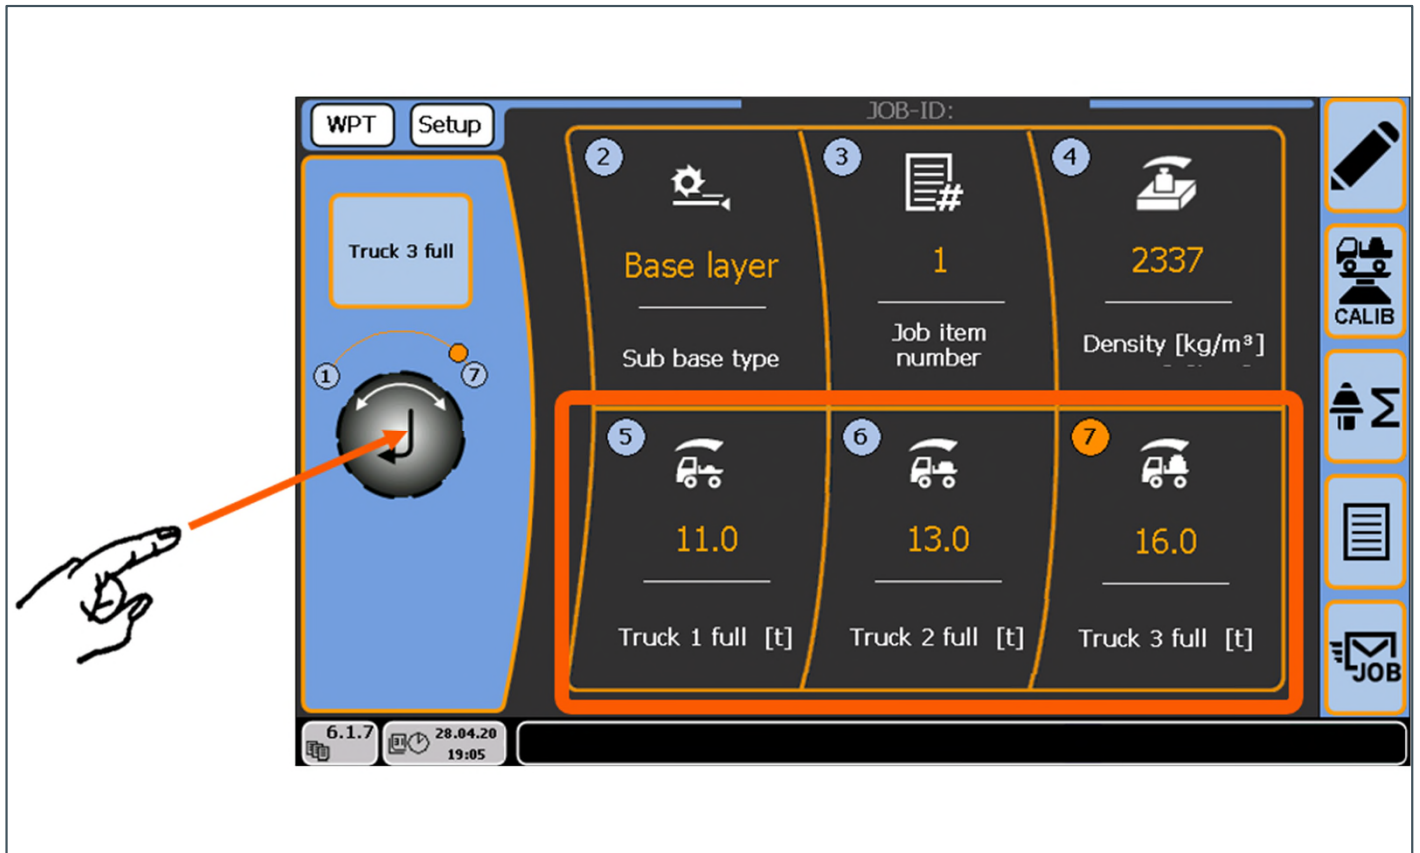 JOB-ID:
WPT
Setup
Truck 3 full
1
7
2
Base layer
Sub base type
3
#
1
Job item
number
4
2337
Density [kg/m³]
5
11.0
Truck 1 full [t]
6
13.0
Truck 2 full [t]
7
16.0
Truck 3 full [t]
CALIB
Σ
JOB
6.1.7
31
28.04.20
19:05